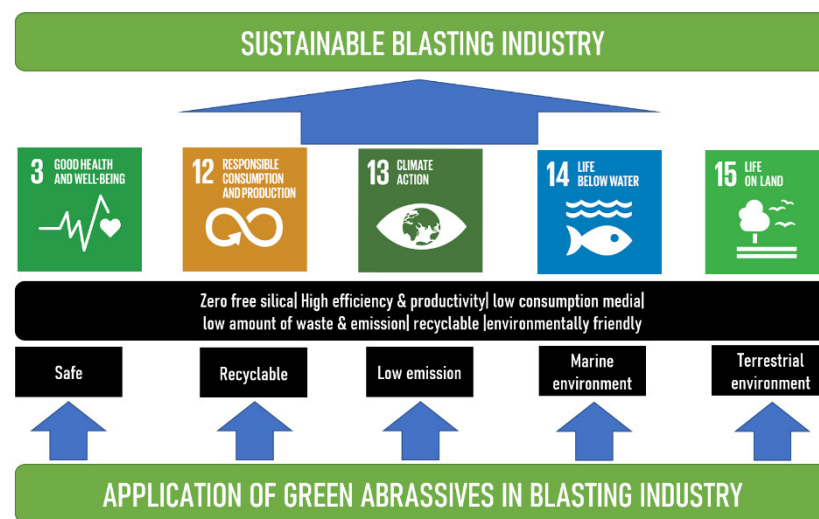 SUSTAINABLE BLASTING INDUSTRY
3 GOOD HEALTH
AND WELL-BEING
12 RESPONSIBLE
CONSUMPTION
AND PRODUCTION
13 CLIMATE
ACTION
14 LIFE
BELOW WATER
15 LIFE
ON LAND
Zero free silica| High efficiency & productivity| low consumption media|
low amount of waste & emission| recyclable |environmentally friendly
Safe
Recyclable
Low emission
Marine
environment
Terrestrial
environment
APPLICATION OF GREEN ABRASSIVES IN BLASTING INDUSTRY